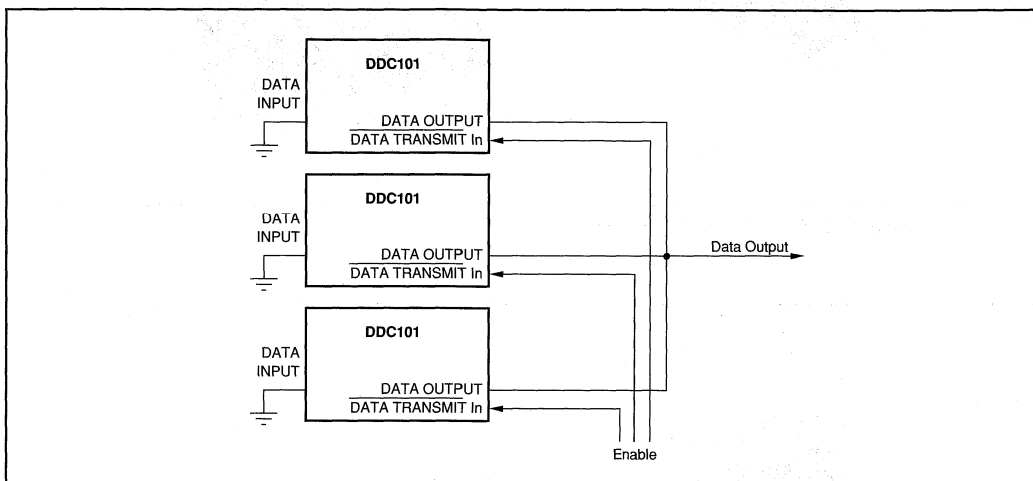 DDC101
DATA
INPUT
DATA OUTPUT
DATA TRANSMIT In
DDC101
DATA
INPUT
DATA OUTPUT
DATA TRANSMIT In
Data Output
DDC101
DATA
INPUT
DATA OUTPUT
DATA TRANSMIT In
Enable